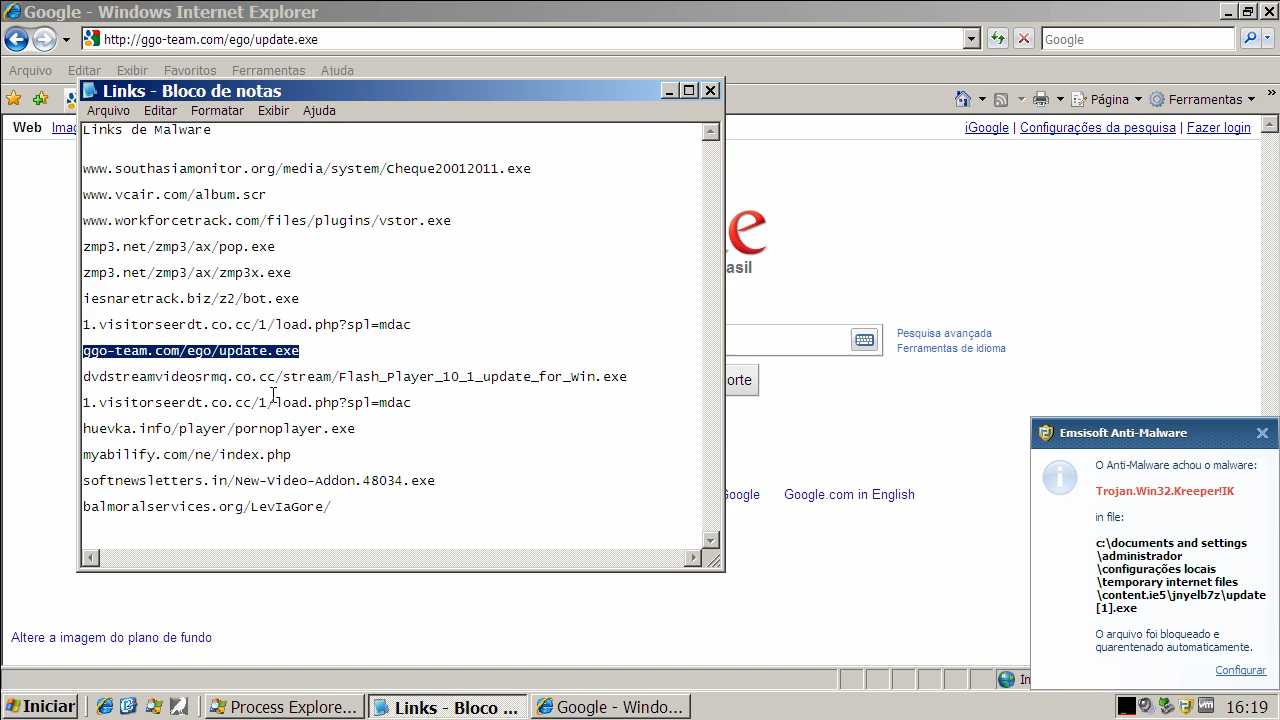 Google - Windows Internet Explorer
http://ggo-team.com/ego/update.exe
Google
Arquivo Editar Exibir Favoritos Ferramentas Ajuda
Links - Bloco de notas
Arquivo Editar Formatar Exibir Ajuda
Página Ferramentas
Web
iGoogle | Configurações da pesquisa | Fazer login
Links de Malware
www.southasiamonitor.org/media/system/Cheque20012011.exe
www.vcair.com/album.scr
www.workforcetrack.com/files/plugins/vstor.exe
zmp3.net/zmp3/ax/pop.exe
zmp3.net/zmp3/ax/zmp3x.exe
iesnaretrack.biz/z2/bot.exe
1.visitorseerdt.co.cc/1/load.php?spl=mdac
ggo-team.com/ego/update.exe
dvdstreamvideosrmq.co.cc/stream/Flash_Player_10_1_update_for_Win.exe
1.visitorseerdt.co.cc/1/load.php?spl=mdac
huevka.info/player/pornoplayer.exe
myabilify.com/ne/index.php
softnewsletters.in/New-Video-Addon.48034.exe
balmoralservices.org/LevIaGore/
e
asil
Pesquisa avançada
Ferramentas de idioma
orte
Google Google.com in English
Altere a imagem do plano de fundo
Emsisoft Anti-Malware
O Anti-Malware achou o malware:
Trojan.Win32.Kreeper!IK
in file:
c:\documents and settings
\administrador
\configurações locais
\temporary internet files
\content.ie5\jnyelb7z\update
[1].exe
O arquivo foi bloqueado e
quarentenado automaticamente.
Configurar
Iniciar
Process Explore...
Links - Bloco ...
Google - Windo...
16:19